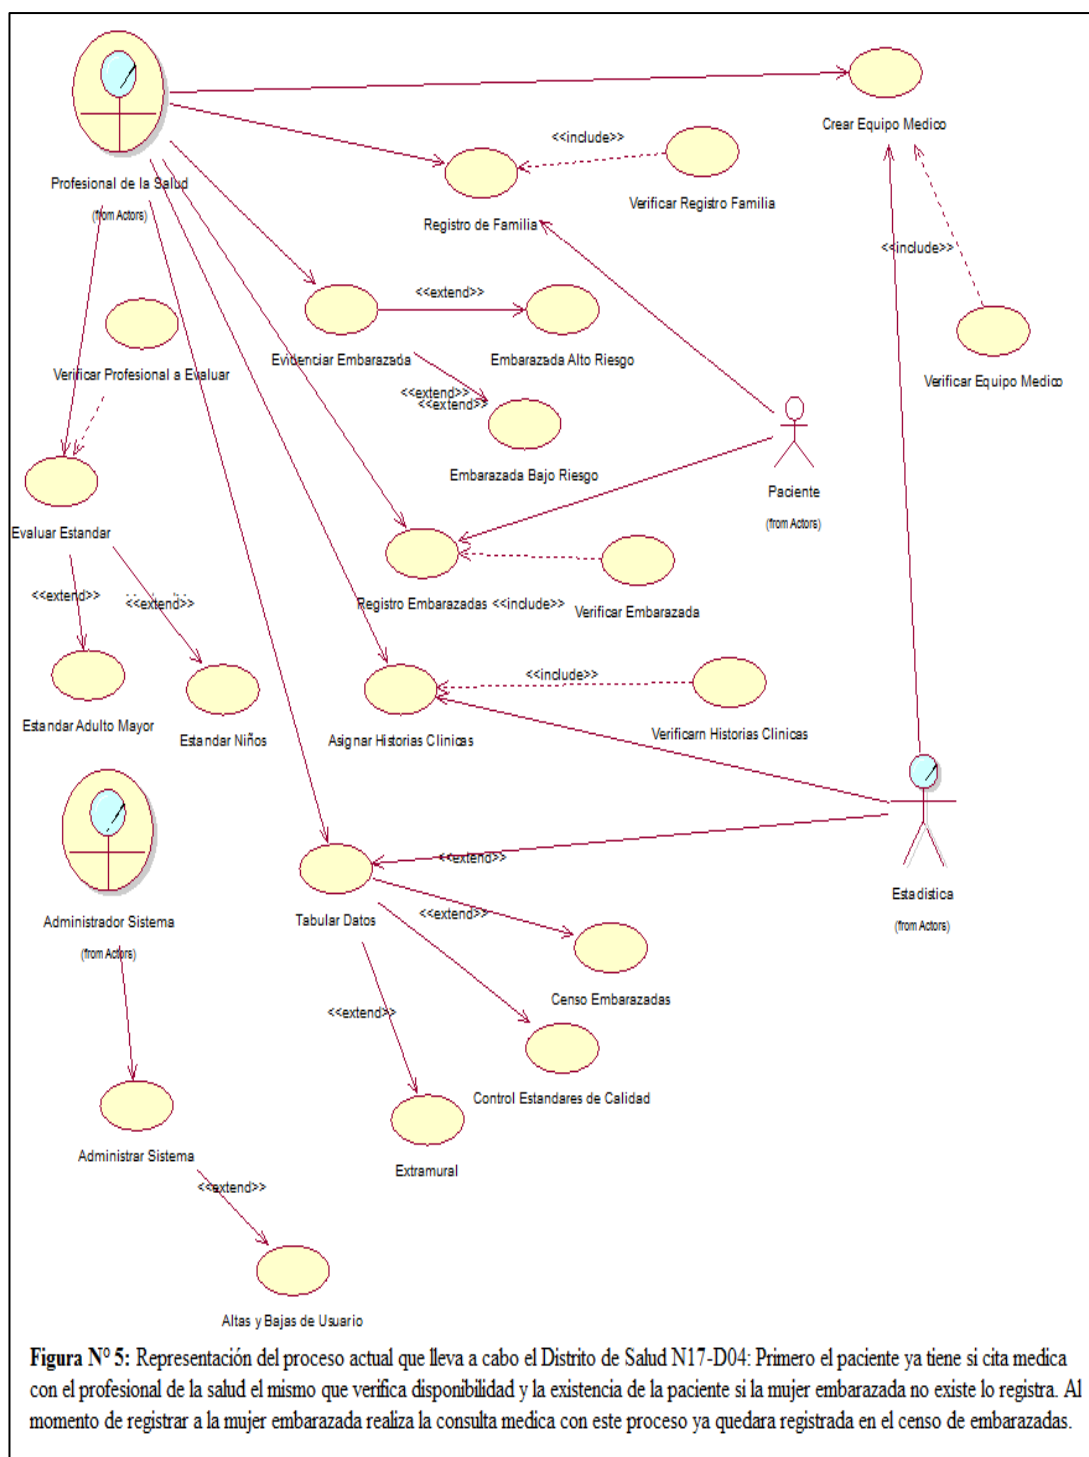 Profesional de la Salud
(from Actors)
Crear Equipo Medico
<<include>>
Registro de Familia
Verificar Registro Familia
<<include>>
Verificar Equipo Medico
<<extend>>
Evidenciar Embarazada
Embarazada Alto Riesgo
Verificar Profesional a Evaluar
<<extend>>
<<extend>>
Embarazada Bajo Riesgo
Paciente
(from Actors)
Evaluar Estandar
<<extend>>
<<extend>>
Registro Embarazadas
<<include>>
Verificar Embarazada
Estandar Adulto Mayor
Estandar Niños
<<include>>
Asignar Historias Clinicas
Verificarn Historias Clinicas
Administrador Sistema
(from Actors)
<<extend>>
Tabular Datos
Estadistica
(from Actors)
<<extend>>
Censo Embarazadas
<<extend>>
Control Estandares de Calidad
Extramural
Administrar Sistema
<<extend>>
Altas y Bajas de Usuario
Figura N° 5: Representación del proceso actual que lleva a cabo el Distrito de Salud N17-D04: Primero el paciente ya tiene si cita medica
con el profesional de la salud el mismo que verifica disponibilidad y la existencia de la paciente si la mujer embarazada no existe lo registra. Al
momento de registrar a la mujer embarazada realiza la consulta medica con este proceso ya quedara registrada en el censo de embarazadas.